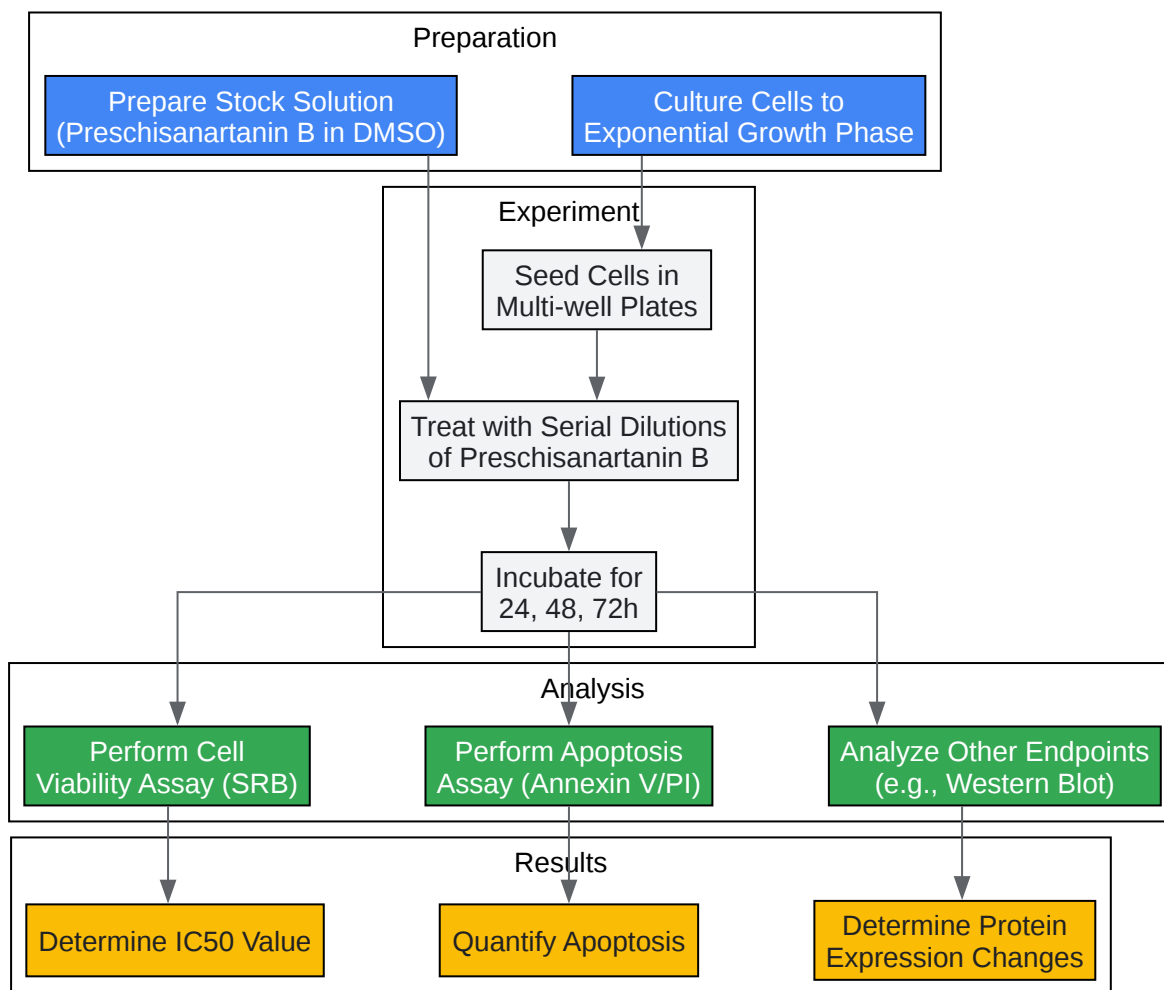 Preparation
Prepare Stock Solution
(Preschisanartanin B in DMSO)
Culture Cells to
Exponential Growth Phase
Experiment
Seed Cells in
Multi-well Plates
Treat with Serial Dilutions
of Preschisanartanin B
Incubate for
24, 48, 72h
Analysis
Perform Cell
Viability Assay (SRB)
Perform Apoptosis
Assay (Annexin V/PI)
Analyze Other Endpoints
(e.g., Western Blot)
Results
Determine IC50 Value
Quantify Apoptosis
Determine Protein
Expression Changes